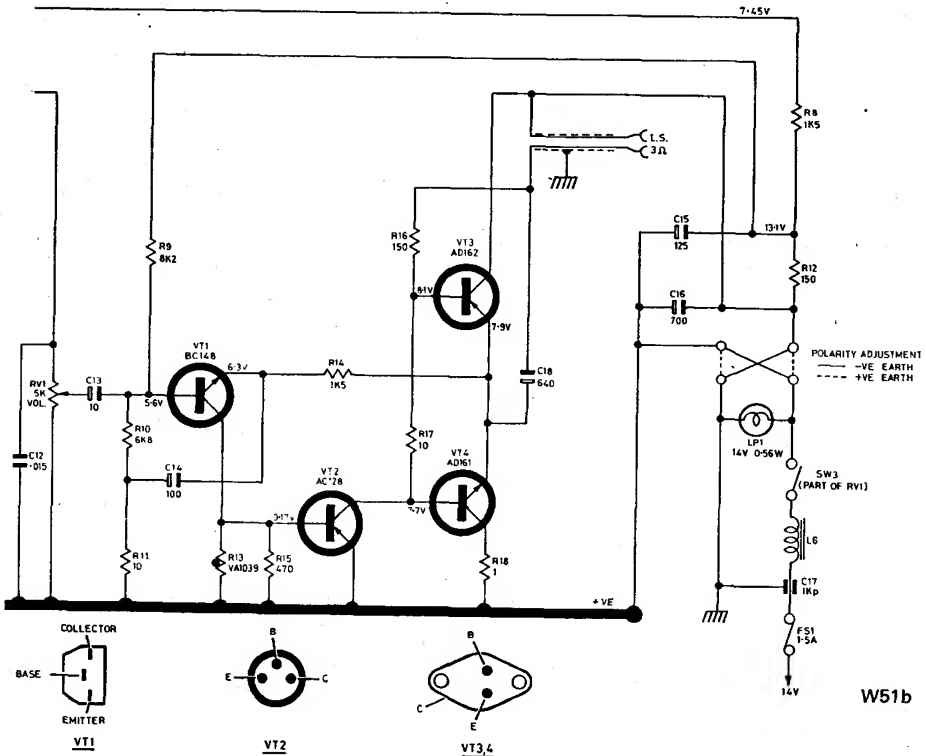 7·45V
R8
1K5
L.S.
3Ω
R9
8K2
R16
150
VT3
AD162
C15
125
13·1V
R12
150
8·1V
7·9V
C16
700
VT1
BC148
6·3V
R14
1K5
C18
640
POLARITY ADJUSTMENT
-VE EARTH
+VE EARTH
RV1
5K
VOL.
C13
10
5·6V
R10
6K8
R17
10
LP1
14V 0·56W
C12
·015
C14
100
VT2
VT4
AD161
7·7V
SW3
(PART OF RV1)
R11
10
R13
VA1039
R15
470
R18
1
L6
C17
1Kp
+VE
FS1
1·5A
14V
COLLECTOR
BASE
EMITTER
VT1
B
E
C
VT2
B
C
E
VT3,4
W51b